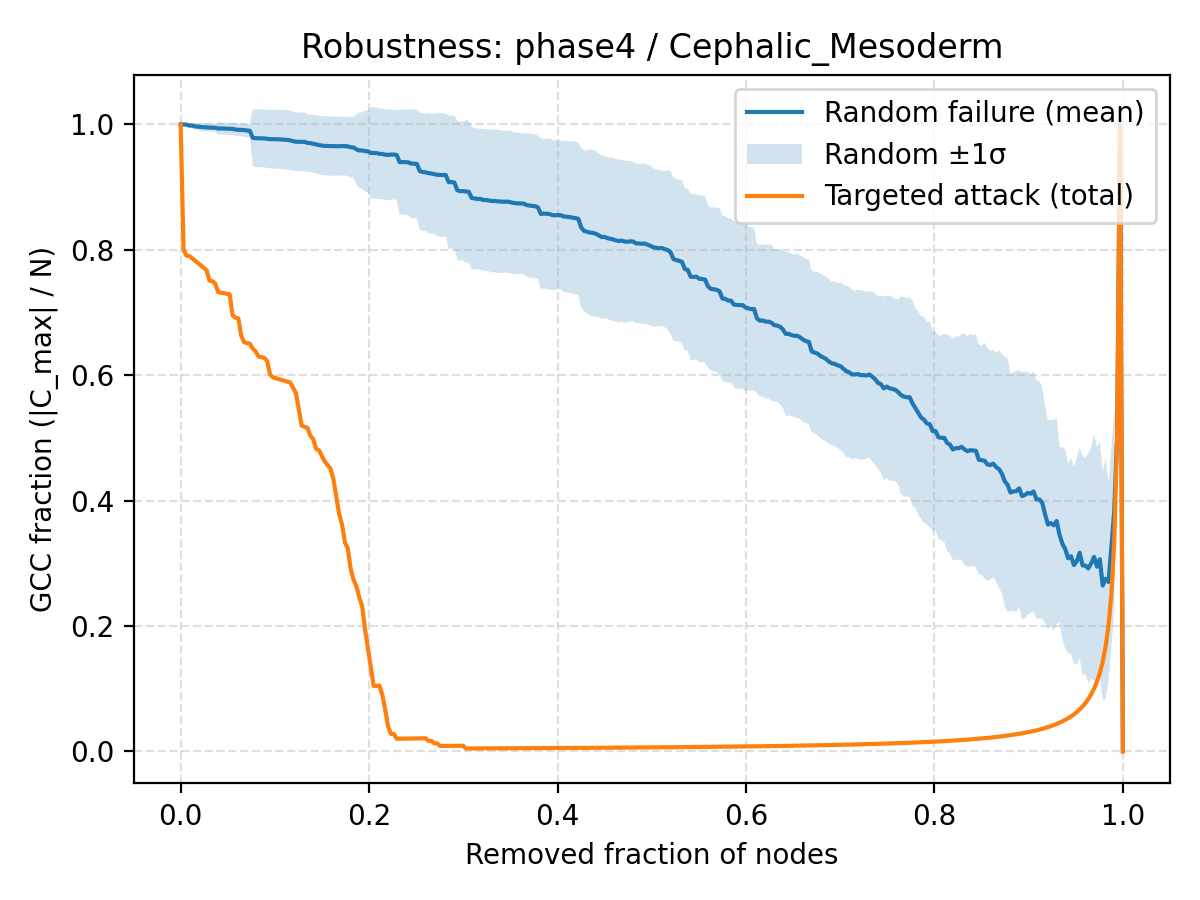 Robustness: phase4 / Cephalic_Mesoderm
Random failure (mean)
Random ±1σ
Targeted attack (total)
GCC fraction (|C_max| / N)
1.0
0.8
0.6
0.4
0.2
0.0
0.0 0.2 0.4 0.6 0.8 1.0
Removed fraction of nodes